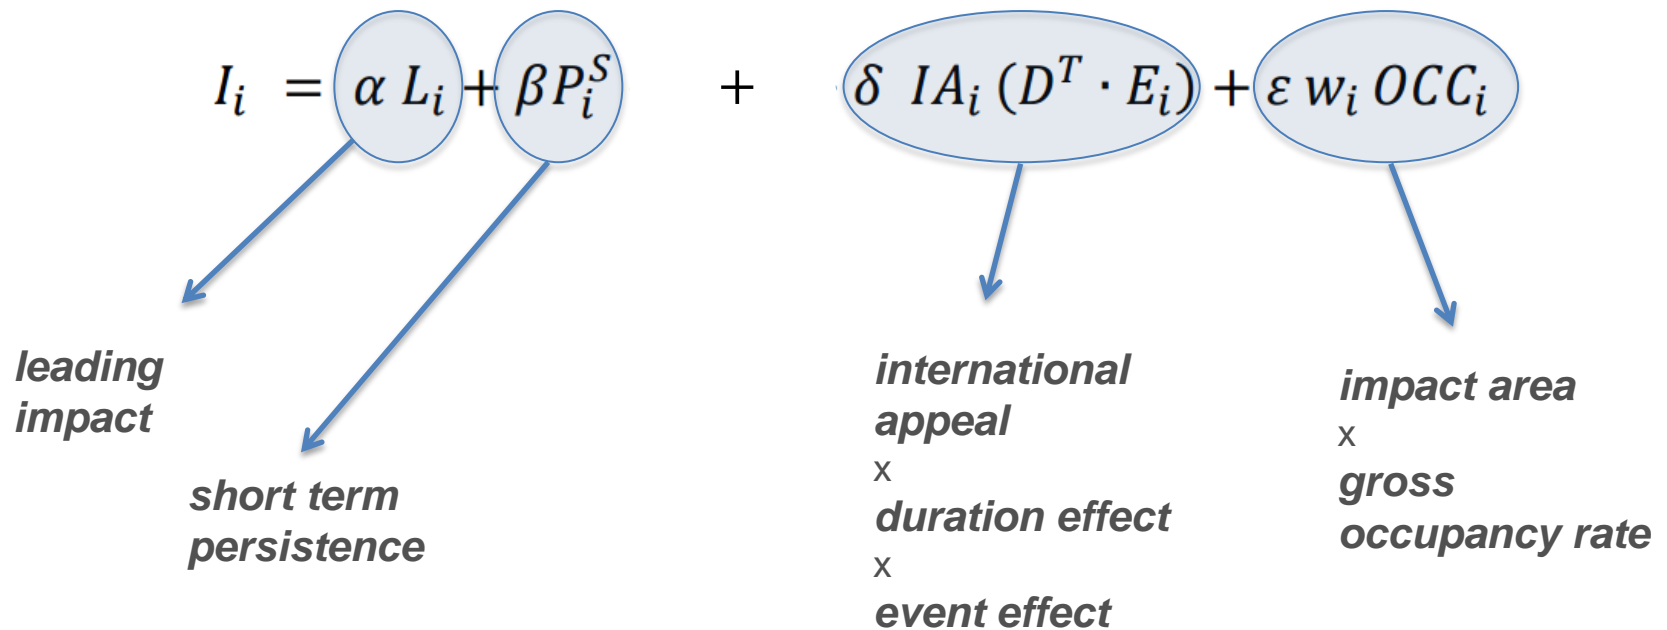 I_i = α L_i + βP_i^S + δ IA_i (D^T · E_i) + ε w_i OCC_i
leading
impact
short term
persistence
international
appeal
x
duration effect
x
event effect
impact area
x
gross
occupancy rate